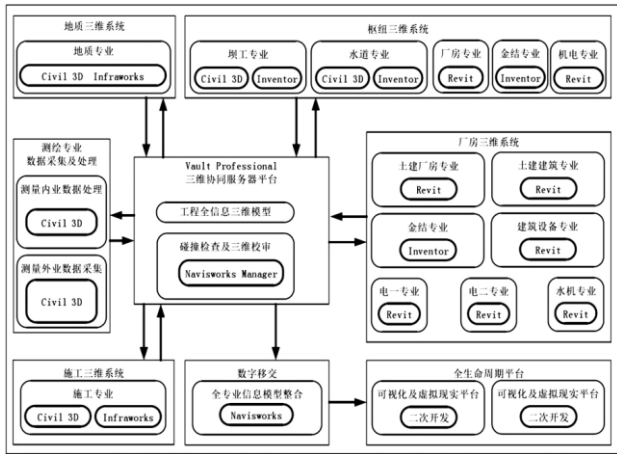 地质三维系统
地质专业
Civil 3D Infraworks
枢纽三维系统
坝工专业
Civil 3D
Inventor
水道专业
Civil 3D
Inventor
厂房专业
Revit
金结专业
Inventor
机电专业
Revit
测绘专业
数据采集及处理
测量内业数据处理
Civil 3D
测量外业数据采集
Civil 3D
Vault Professional
三维协同服务器平台
工程全信息三维模型
碰撞检查及三维校审
Navisworks Manager
厂房三维系统
土建厂房专业
Revit
土建建筑专业
Revit
金结专业
Inventor
建筑设备专业
Revit
电一专业
Revit
电二专业
Revit
水机专业
Revit
施工三维系统
施工专业
Civil 3D
Infraworks
数字移交
全专业信息模型整合
Navisworks
全生命周期平台
可视化及虚拟现实平台
二次开发
可视化及虚拟现实平台
二次开发